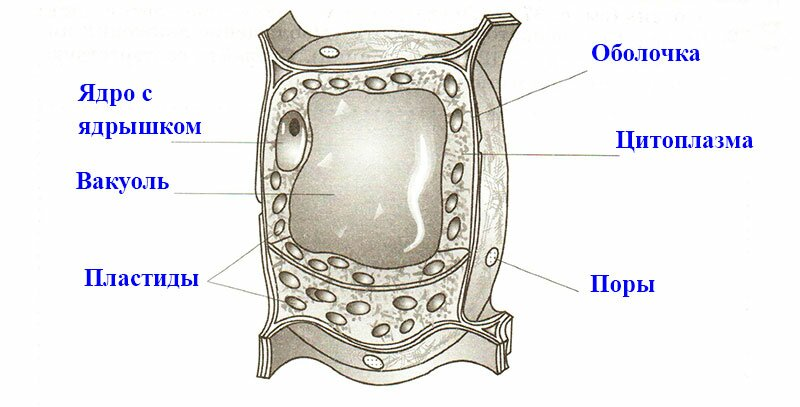 Оболочка
Ядро с
ядрышком
Цитоплазма
Вакуоль
Пластиды
Поры